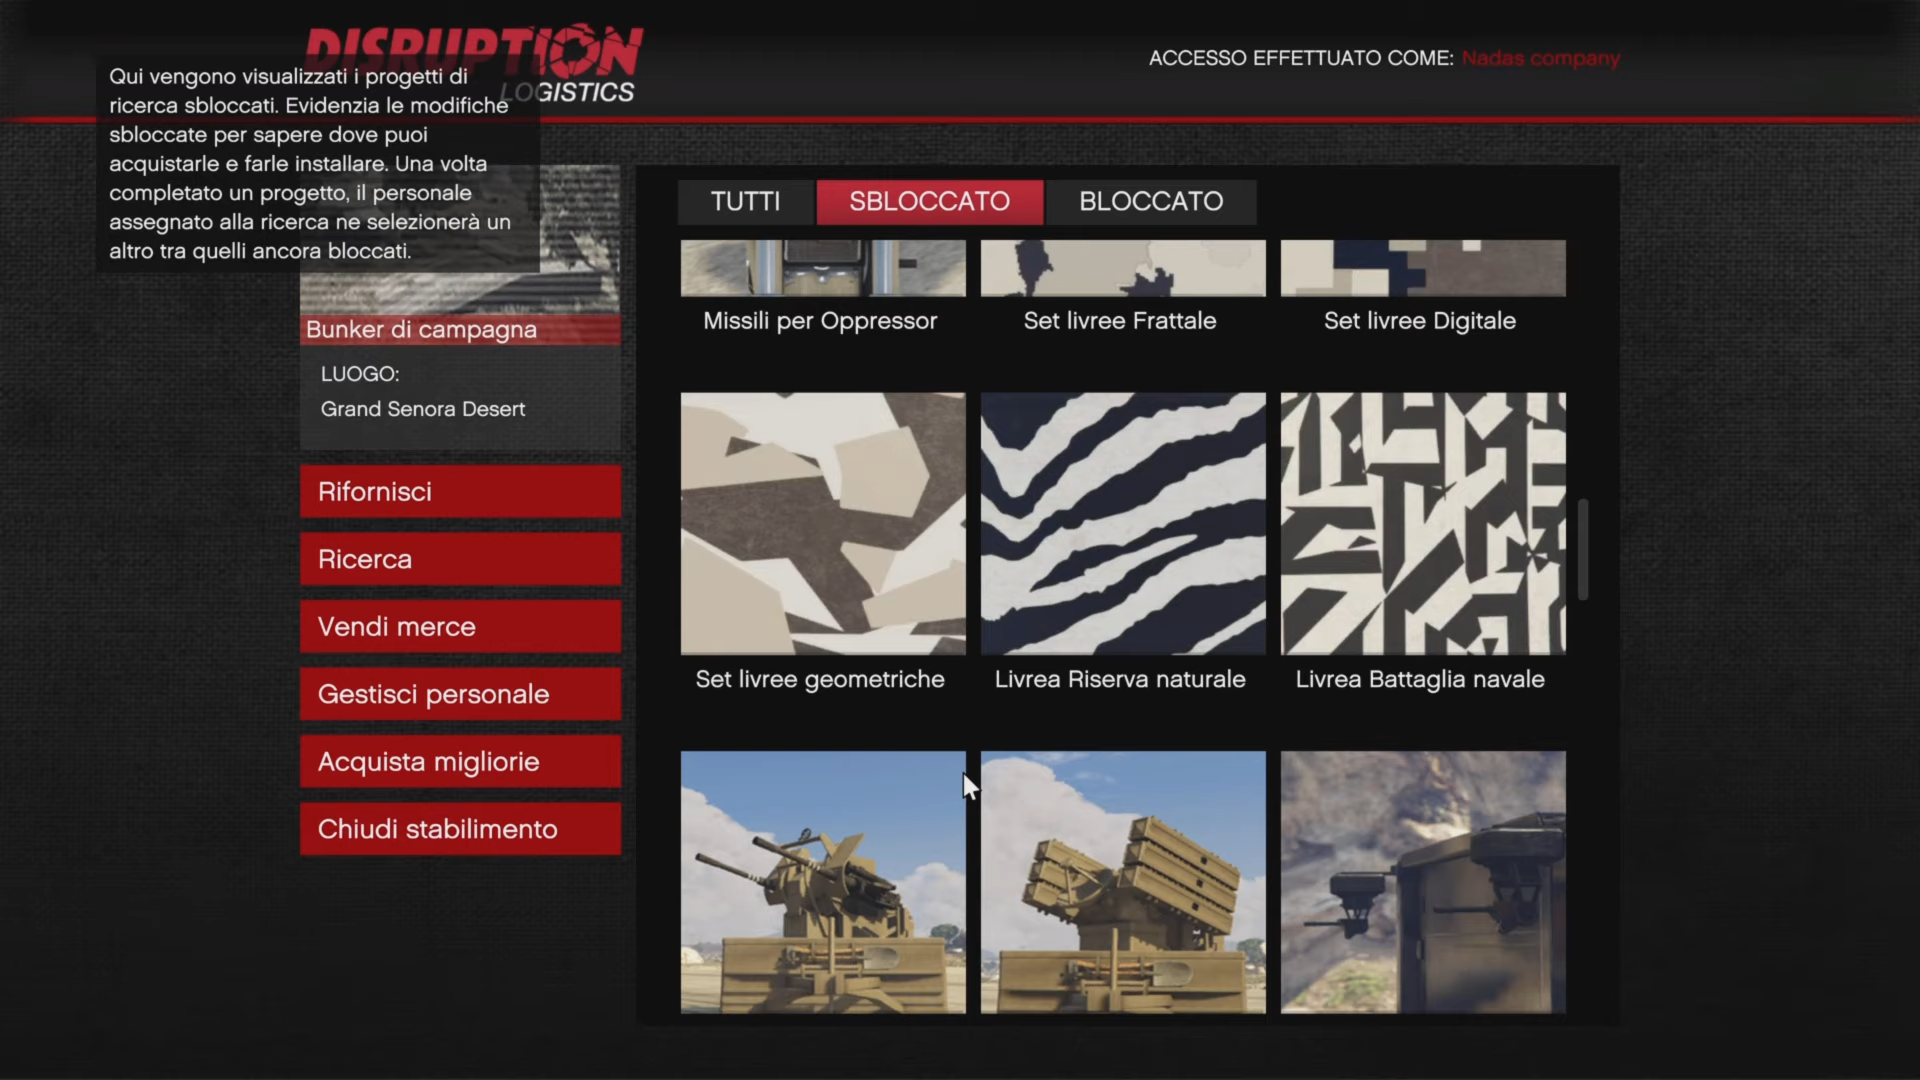 DISRUPTION
LOGISTICS
ACCESSO EFFETTUATO COME: Nadas company
Qui vengono visualizzati i progetti di
ricerca sbloccati. Evidenzia le modifiche
sbloccate per sapere dove puoi
acquistarle e farle installare. Una volta
completato un progetto, il personale
assegnato alla ricerca ne selezionerà un
altro tra quelli ancora bloccati.
Bunker di campagna
LUOGO:
Grand Senora Desert
Rifornisci
Ricerca
Vendi merce
Gestisci personale
Acquista migliorie
Chiudi stabilimento
TUTTI
SBLOCCATO
BLOCCATO
Missili per Oppressor
Set livree Frattale
Set livree Digitale
Set livree geometriche
Livrea Riserva naturale
Livrea Battaglia navale